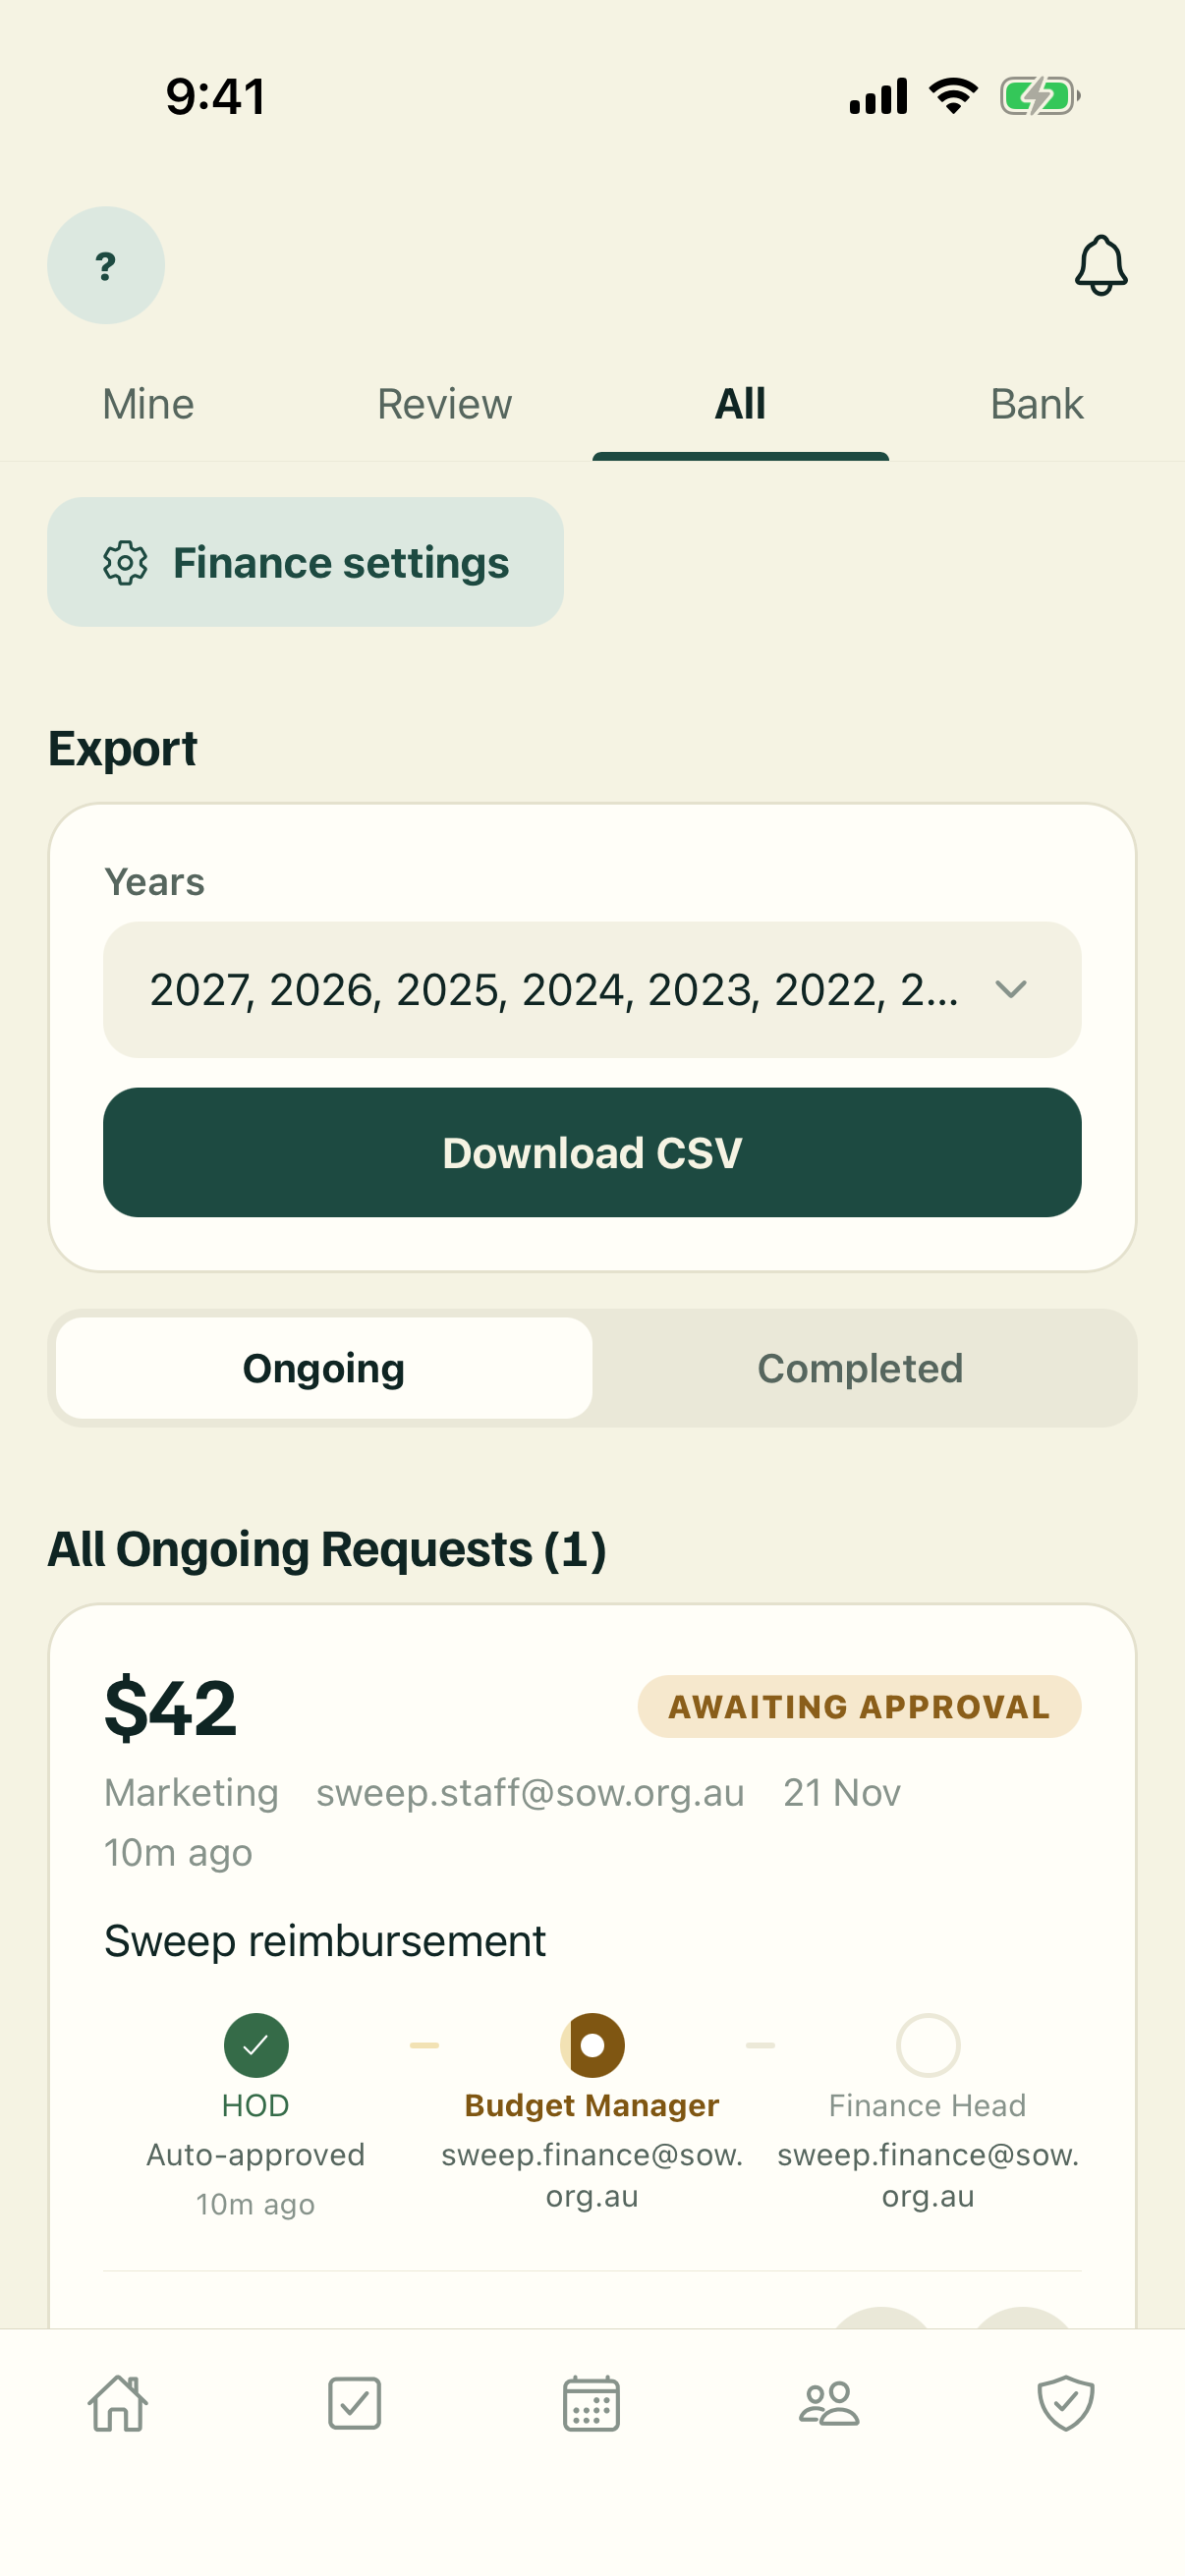 9:41
?
Mine Review All Bank
Finance settings
Export
Years
2027, 2026, 2025, 2024, 2023, 2022, 2...
Download CSV
Ongoing Completed
All Ongoing Requests (1)
$42 AWAITING APPROVAL
Marketing sweep.staff@sow.org.au 21 Nov
10m ago
Sweep reimbursement
HOD Budget Manager Finance Head
Auto-approved sweep.finance@sow. sweep.finance@sow.
10m ago org.au org.au